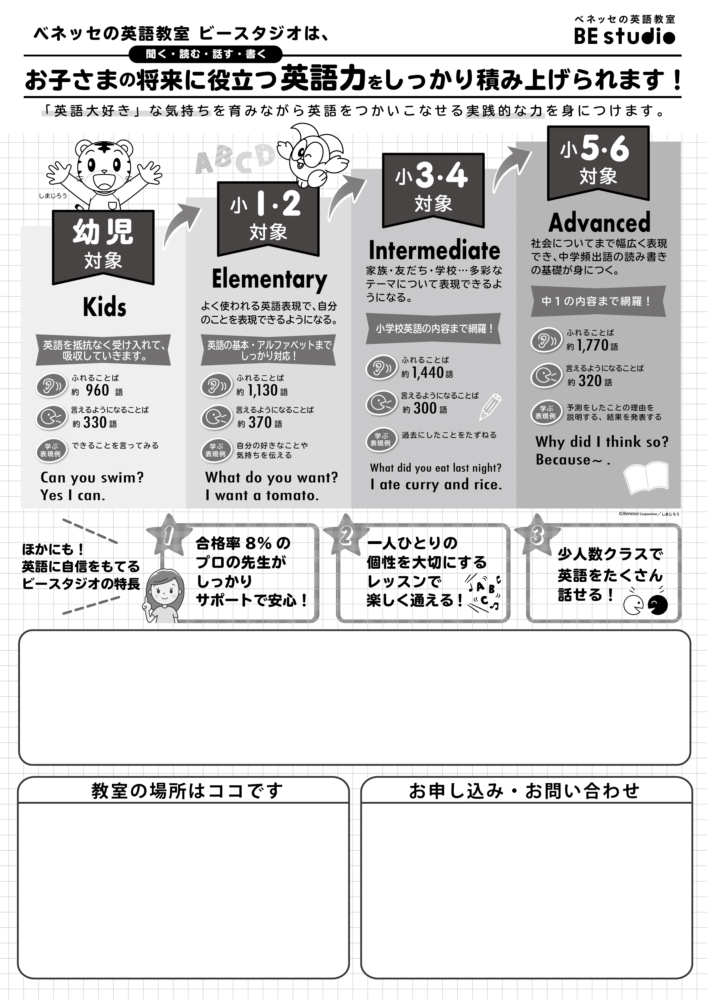 ベネッセの英語教室
BE studio
ベネッセの英語教室 ビースタジオは、
聞く・読む・話す・書く
お子さまの将来に役立つ英語力をしっかり積み上げられます！
「英語大好き」な気持ちを育みながら英語をつかいこなせる実践的な力を身につけます。
しまじろう
幼児
対象
Kids
英語を抵抗なく受け入れて、
吸収していきます。
ふれることば
約 960 語
言えるようになることば
約 330 語
学ぶ
表現例
できることを言ってみる
Can you swim?
Yes I can.
ABCD
小1・2
対象
Elementary
よく使われる英語表現で、自分
のことを表現できるようになる。
英語の基本・アルファベットまで
しっかり対応！
ふれることば
約 1,130 語
言えるようになることば
約 370 語
学ぶ
表現例
自分の好きなことや
気持ちを伝える
What do you want?
I want a tomato.
小3・4
対象
Intermediate
家族・友だち・学校…多彩な
テーマについて表現できるよ
うになる。
小学校英語の内容まで網羅！
ふれることば
約 1,440 語
言えるようになることば
約 300 語
学ぶ
表現例
過去にしたことをたずねる
What did you eat last night?
I ate curry and rice.
小5・6
対象
Advanced
社会についてまで幅広く表現
でき、中学頻出語の読み書き
の基礎が身につく。
中１の内容まで網羅！
ふれることば
約 1,770 語
言えるようになることば
約 320 語
学ぶ
表現例
予測をしたことの理由を
説明する、結果を発表する
Why did I think so?
Because～ .
©Benesse Corporation／しまじろう
ほかにも！
英語に自信をもてる
ビースタジオの特長
1
合格率 8% の
プロの先生が
しっかり
サポートで安心！
2
一人ひとりの
個性を大切にする
レッスンで
楽しく通える！
A B C
3
少人数クラスで
英語をたくさん
話せる！
教室の場所はココです
お申し込み・お問い合わせ